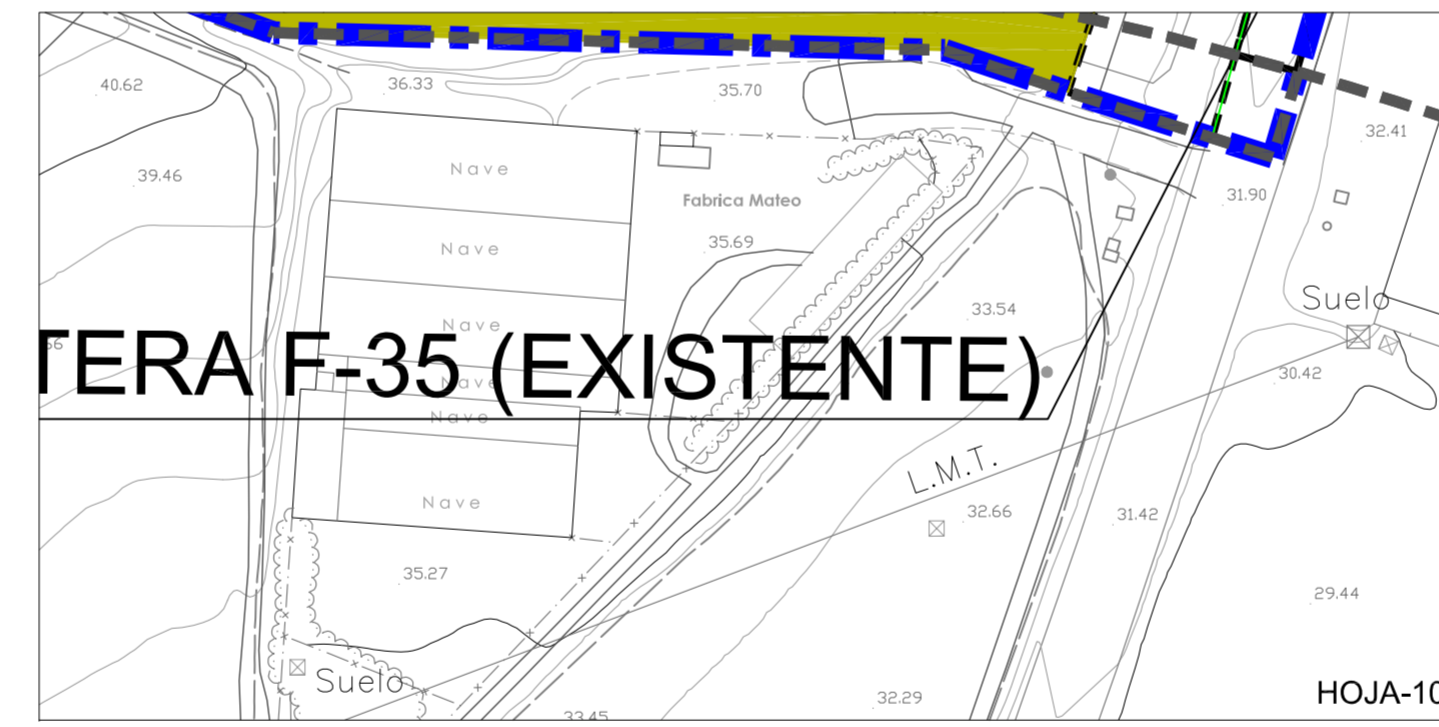 40.62
36.33
35.70
32.41
39.46
Nave
Fabrica Mateo
31.90
Nave
35.69
Suelo
33.54
Nave
TERA F-35 (EXISTENTE)
30.42
Nave
Nave
L.M.T.
Nave
32.66
31.42
35.27
29.44
Suelo
32.29
HOJA-10
33.45